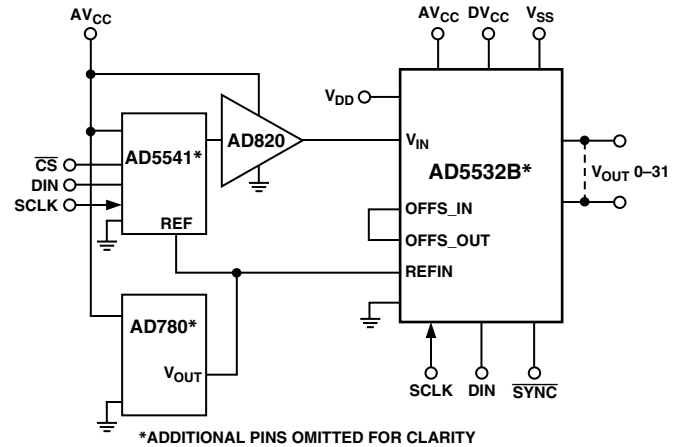 AVCC
AVCC DVCC VSS
VDD
AD820
VIN
CS
AD5541*
DIN
SCLK
REF
AD5532B*
VOUT 0–31
OFFS_IN
OFFS_OUT
REFIN
AD780*
VOUT
SCLK DIN SYNC
*ADDITIONAL PINS OMITTED FOR CLARITY